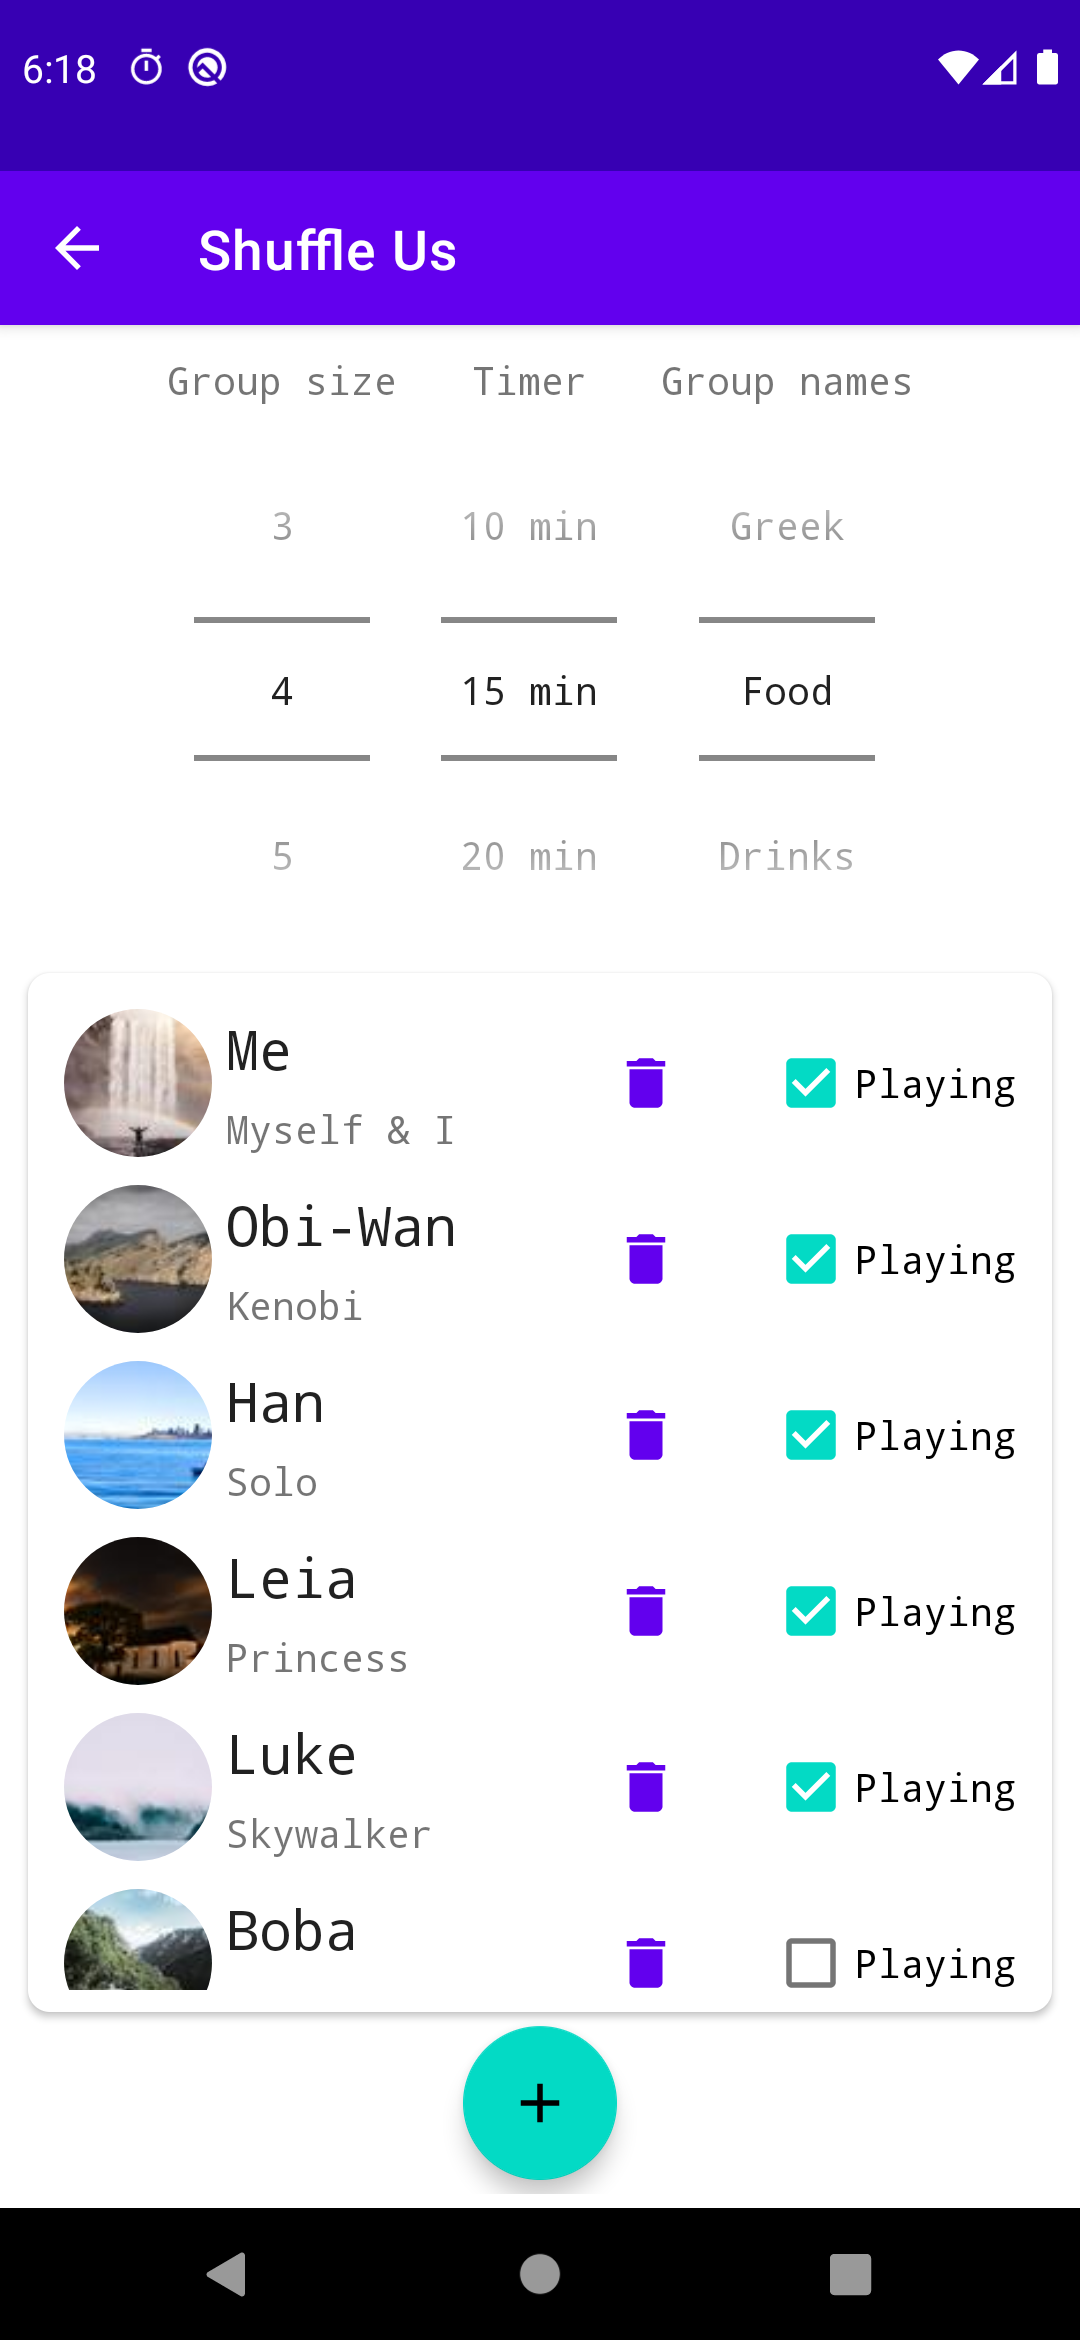 6:18
Shuffle Us
Group size Timer Group names
3 10 min Greek
4 15 min Food
5 20 min Drinks
Me
Myself & I
Playing
Obi-Wan
Kenobi
Playing
Han
Solo
Playing
Leia
Princess
Playing
Luke
Skywalker
Playing
Boba
Playing